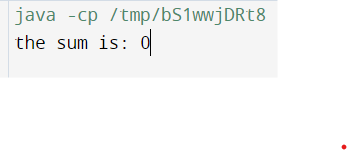 java -cp /tmp/bS1wwjDRt8
the sum is: 0